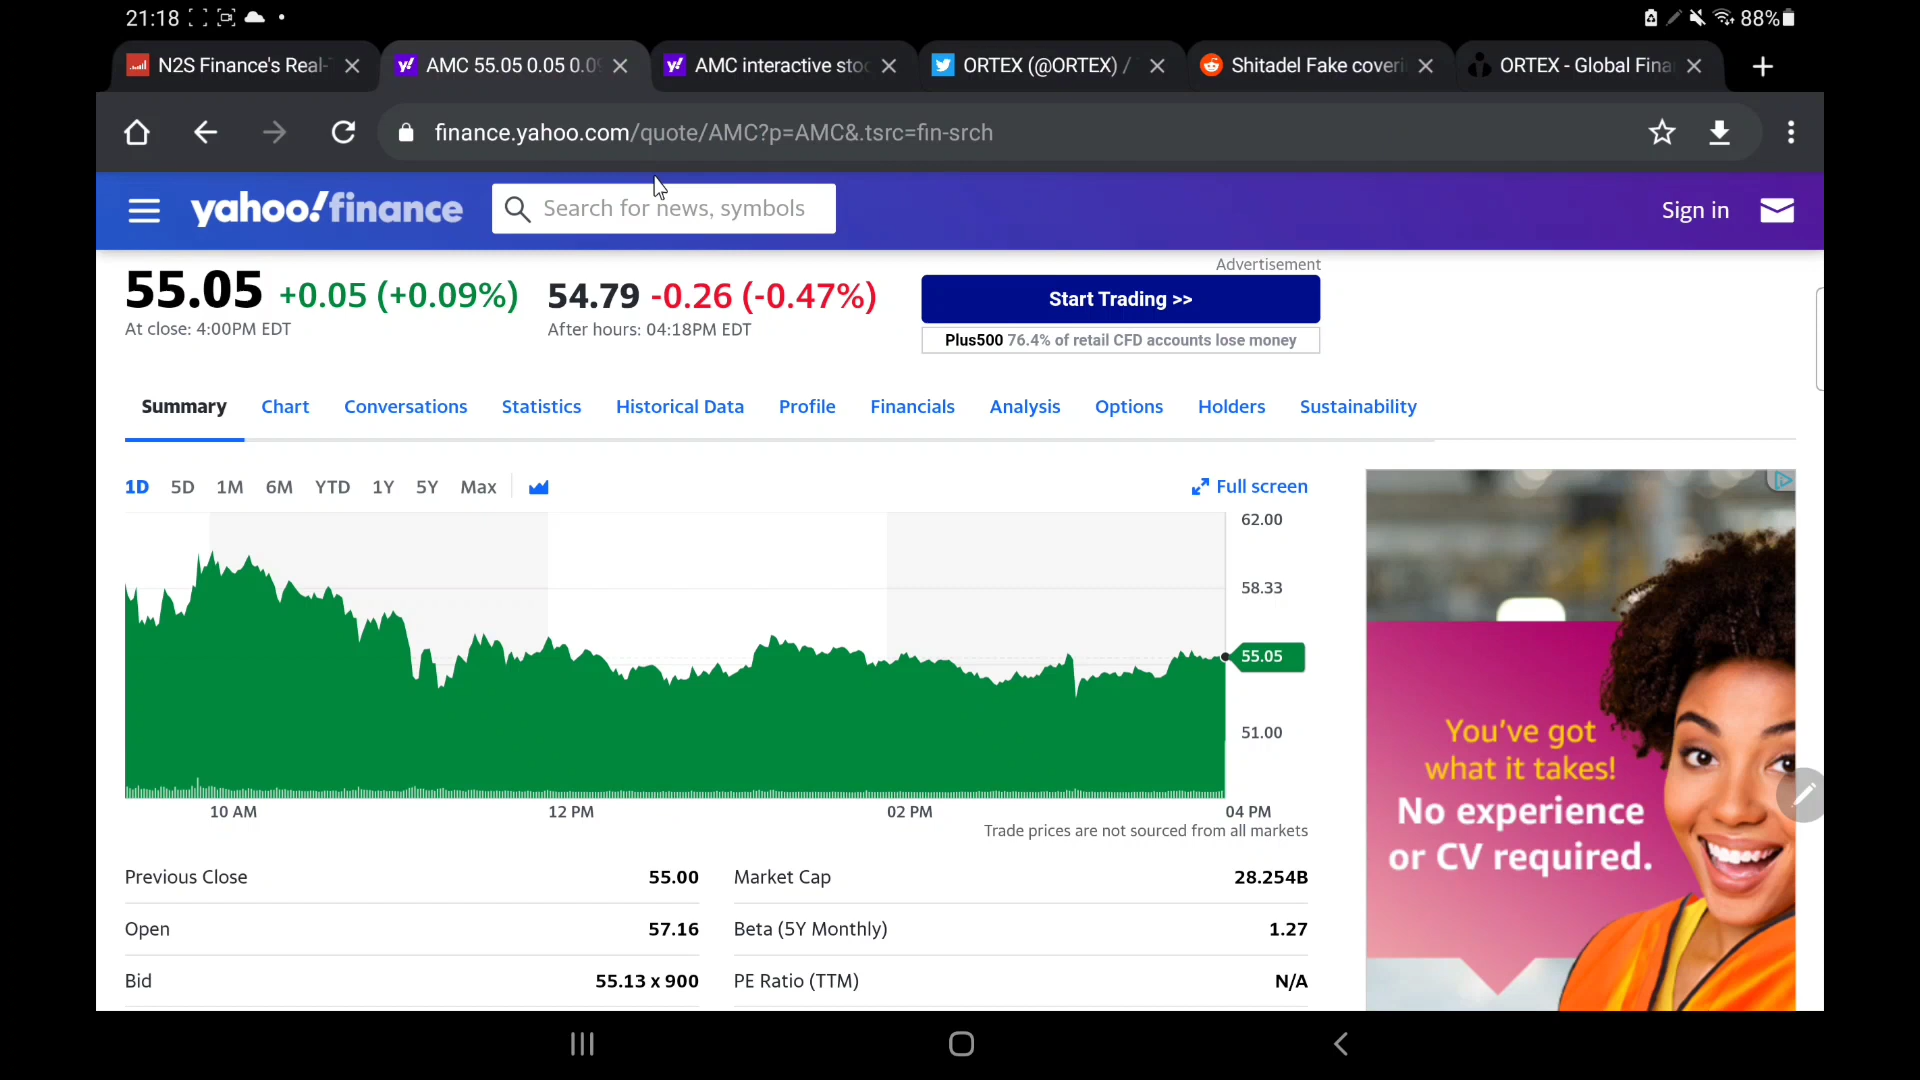 21:18
88%
N2S Finance's Real-
AMC 55.05 0.05 0.0
AMC interactive sto
ORTEX (@ORTEX) /
Shitadel Fake coveri
ORTEX - Global Fina
finance.yahoo.com/quote/AMC?p=AMC&.tsrc=fin-srch
yahoo!finance
Search for news, symbols
Sign in
55.05 +0.05 (+0.09%)
At close: 4:00PM EDT
54.79 -0.26 (-0.47%)
After hours: 04:18PM EDT
Advertisement
Start Trading >>
Plus500 76.4% of retail CFD accounts lose money
Summary Chart Conversations Statistics Historical Data Profile Financials Analysis Options Holders Sustainability
1D 5D 1M 6M YTD 1Y 5Y Max
Full screen
62.00
58.33
55.05
51.00
10 AM 12 PM 02 PM 04 PM
Trade prices are not sourced from all markets
Previous Close 55.00
Market Cap 28.254B
Open 57.16
Beta (5Y Monthly) 1.27
Bid 55.13 x 900
PE Ratio (TTM) N/A
You've got
what it takes!
No experience
or CV required.